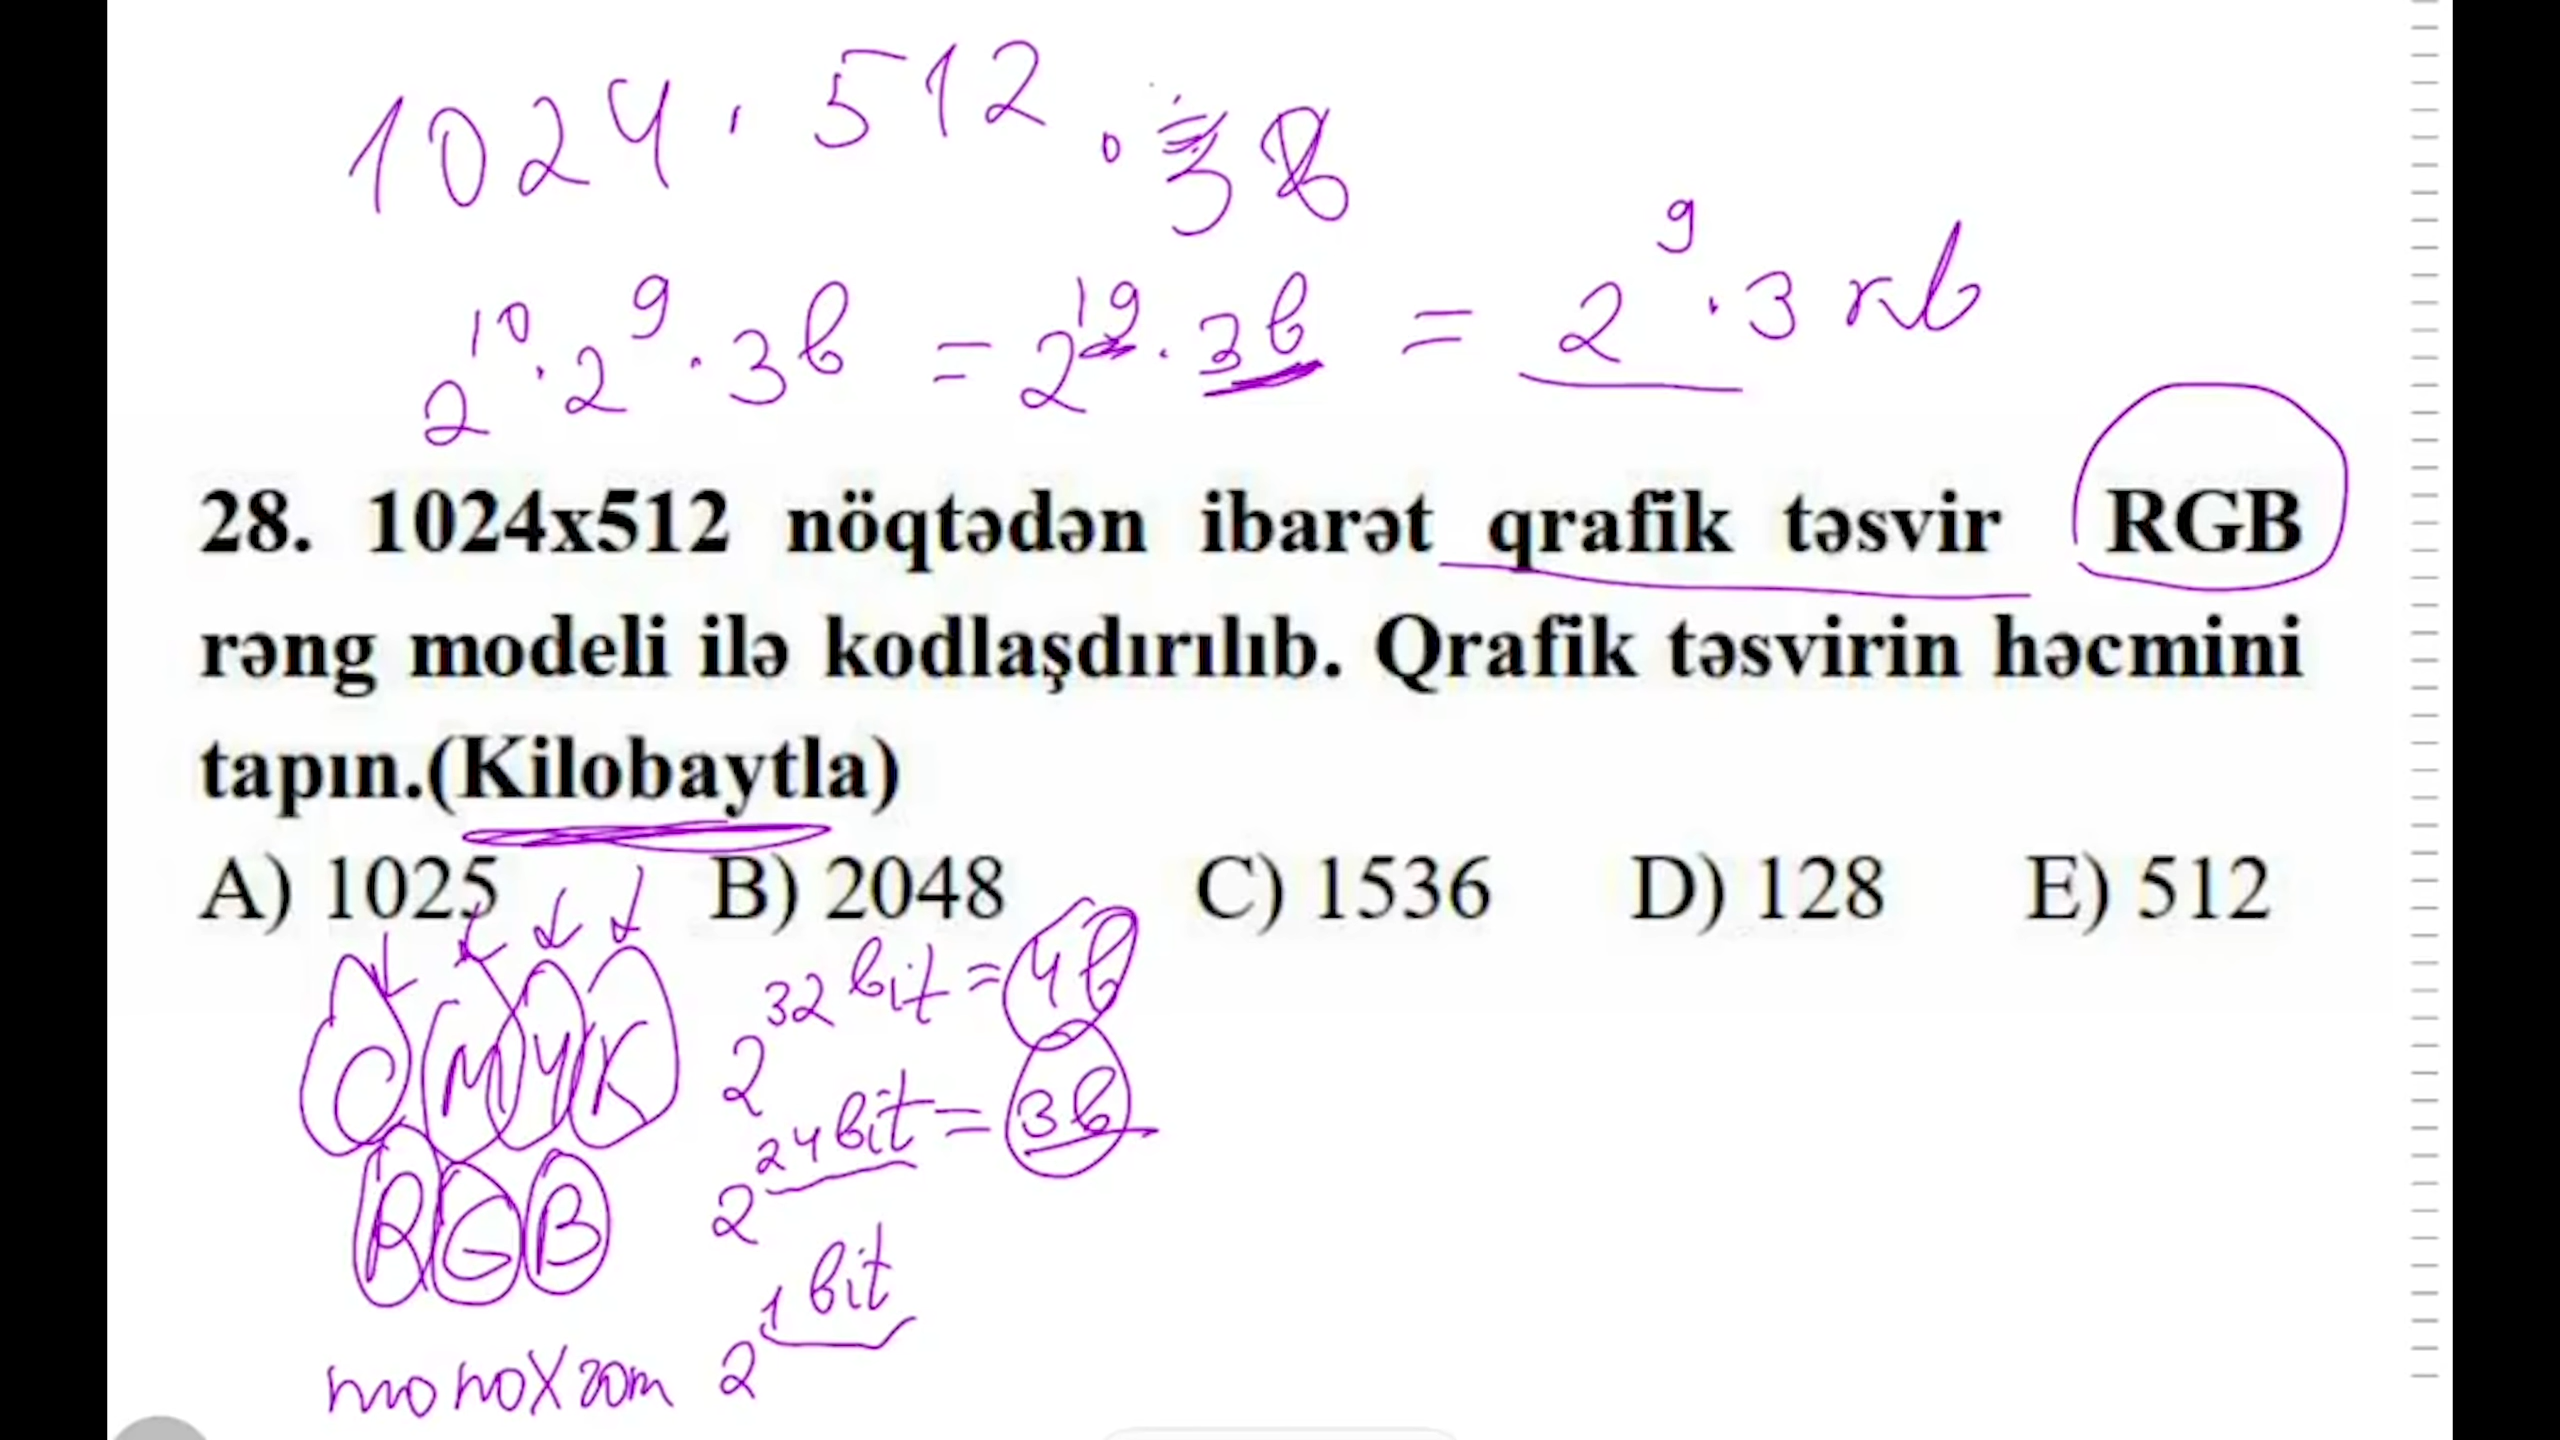 1024 · 512 · 3b
2^10 · 2^9 · 3b = 2^19 · 3b = 2^9 · 3 kb
28. 1024x512 nöqtədən ibarət qrafik təsvir RGB
rəng modeli ilə kodlaşdırılıb. Qrafik təsvirin həcmini
tapın.(Kilobaytla)
A) 1025 B) 2048 C) 1536 D) 128 E) 512
CMYK 2^32 bit = 4b
RGB 2^24 bit = 3b
monoxrom 2^1 bit